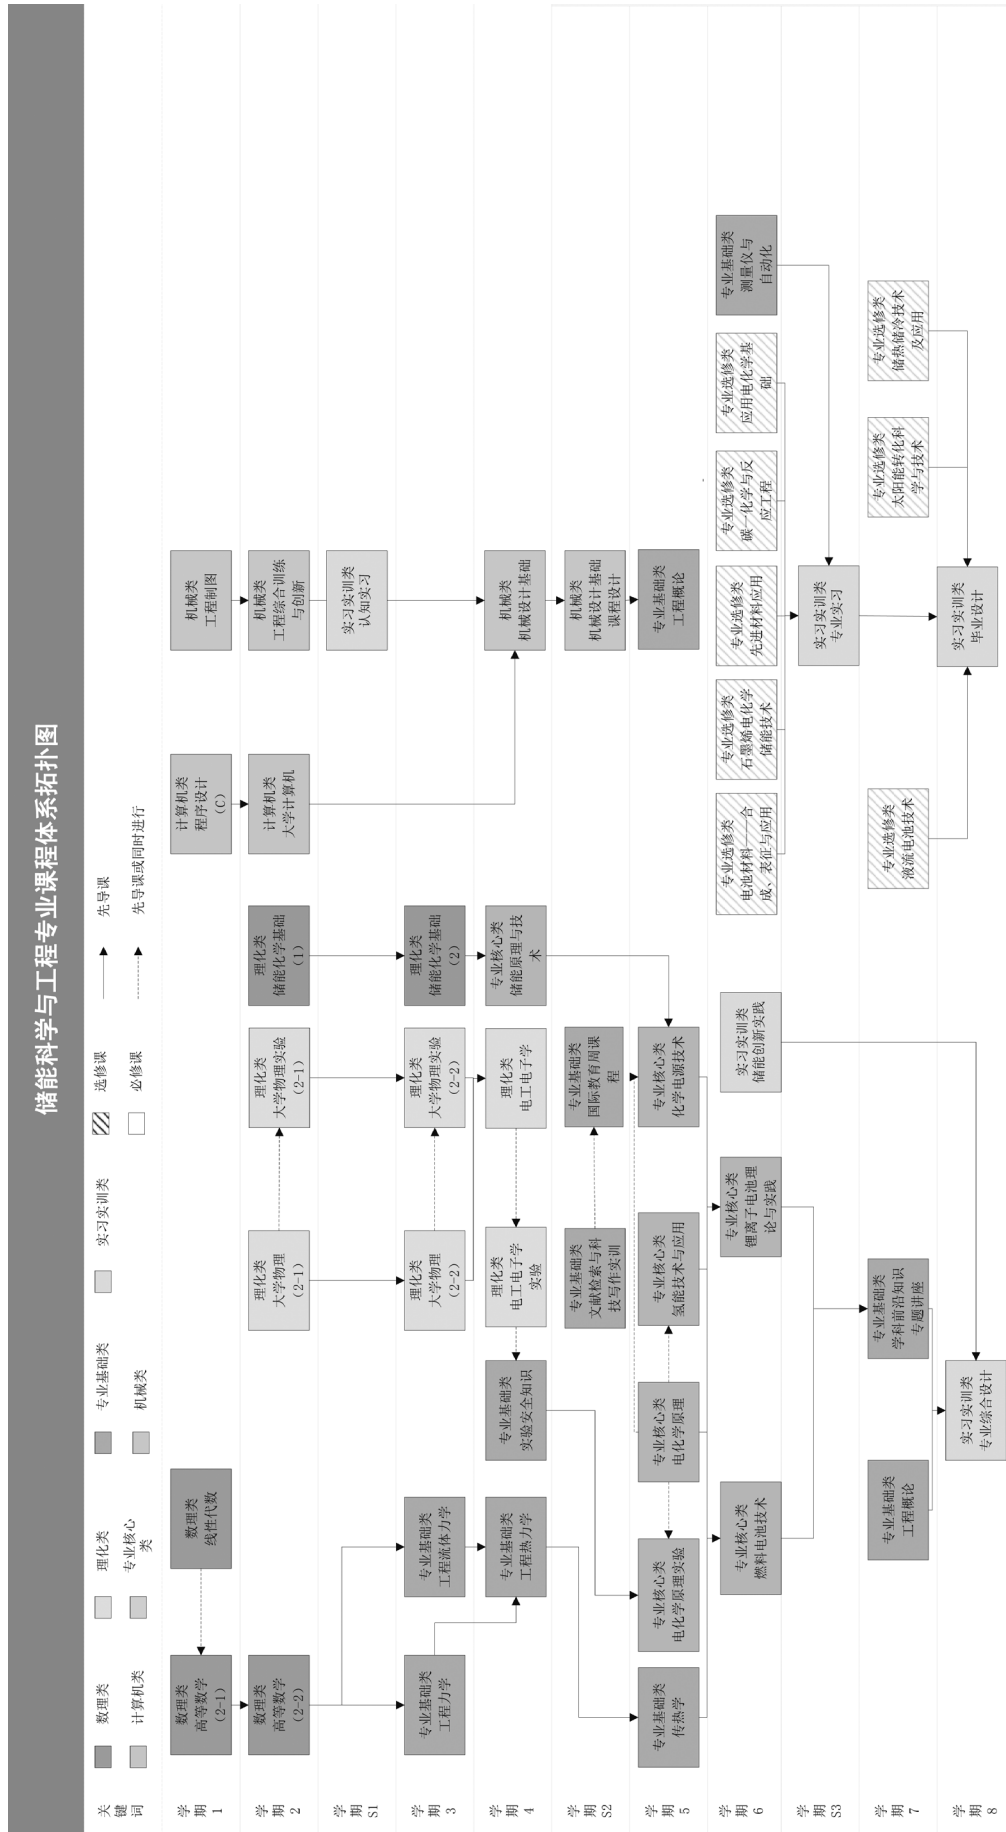 储能科学与工程专业课程体系拓扑图
关
键
词
数理类
理化类
专业基础类
实习实训类
选修课
先导课
计算机类
专业核心
类
机械类
必修课
先导课或同时进行
学
期
1
数理类
高等数学
(2-1)
数理类
线性代数
计算机类
程序设计
(C)
机械类
工程制图
学
期
2
数理类
高等数学
(2-2)
理化类
大学物理
(2-1)
理化类
大学物理实验
(2-1)
理化类
储能化学基础
(1)
计算机类
大学计算机
机械类
工程综合训练
与创新
学
期
S1
实习实训类
认知实习
学
期
3
专业基础类
工程力学
专业基础类
工程流体力学
理化类
大学物理
(2-2)
理化类
大学物理实验
(2-2)
理化类
储能化学基础
(2)
学
期
4
专业基础类
工程热力学
专业基础类
实验安全知识
理化类
电工电子学
实验
理化类
电工电子学
专业核心类
储能原理与技
术
机械类
机械设计基础
学
期
S2
专业基础类
文献检索与科
技写作实训
专业基础类
国际教育周课
程
机械类
机械设计基础
课程设计
学
期
5
专业基础类
传热学
专业核心类
电化学原理实验
专业核心类
电化学原理
专业核心类
氢能技术与应用
专业核心类
化学电源技术
专业基础类
工程概论
学
期
6
专业核心类
燃料电池技术
专业核心类
锂离子电池理
论与实践
实习实训类
储能创新实践
专业选修类
电池材料——合
成、表征与应用
专业选修类
石墨烯电化学
储能技术
专业选修类
先进材料应用
专业选修类
碳一化学与反
应工程
专业选修类
应用电化学基
础
专业基础类
测量仪与
自动化
学
期
S3
实习实训类
专业实习
学
期
7
专业基础类
工程概论
专业基础类
学科前沿知识
专题讲座
专业选修类
液流电池技术
专业选修类
太阳能转化科
学与技术
专业选修类
储热储冷技术
及应用
学
期
8
实习实训类
专业综合设计
实习实训类
毕业设计